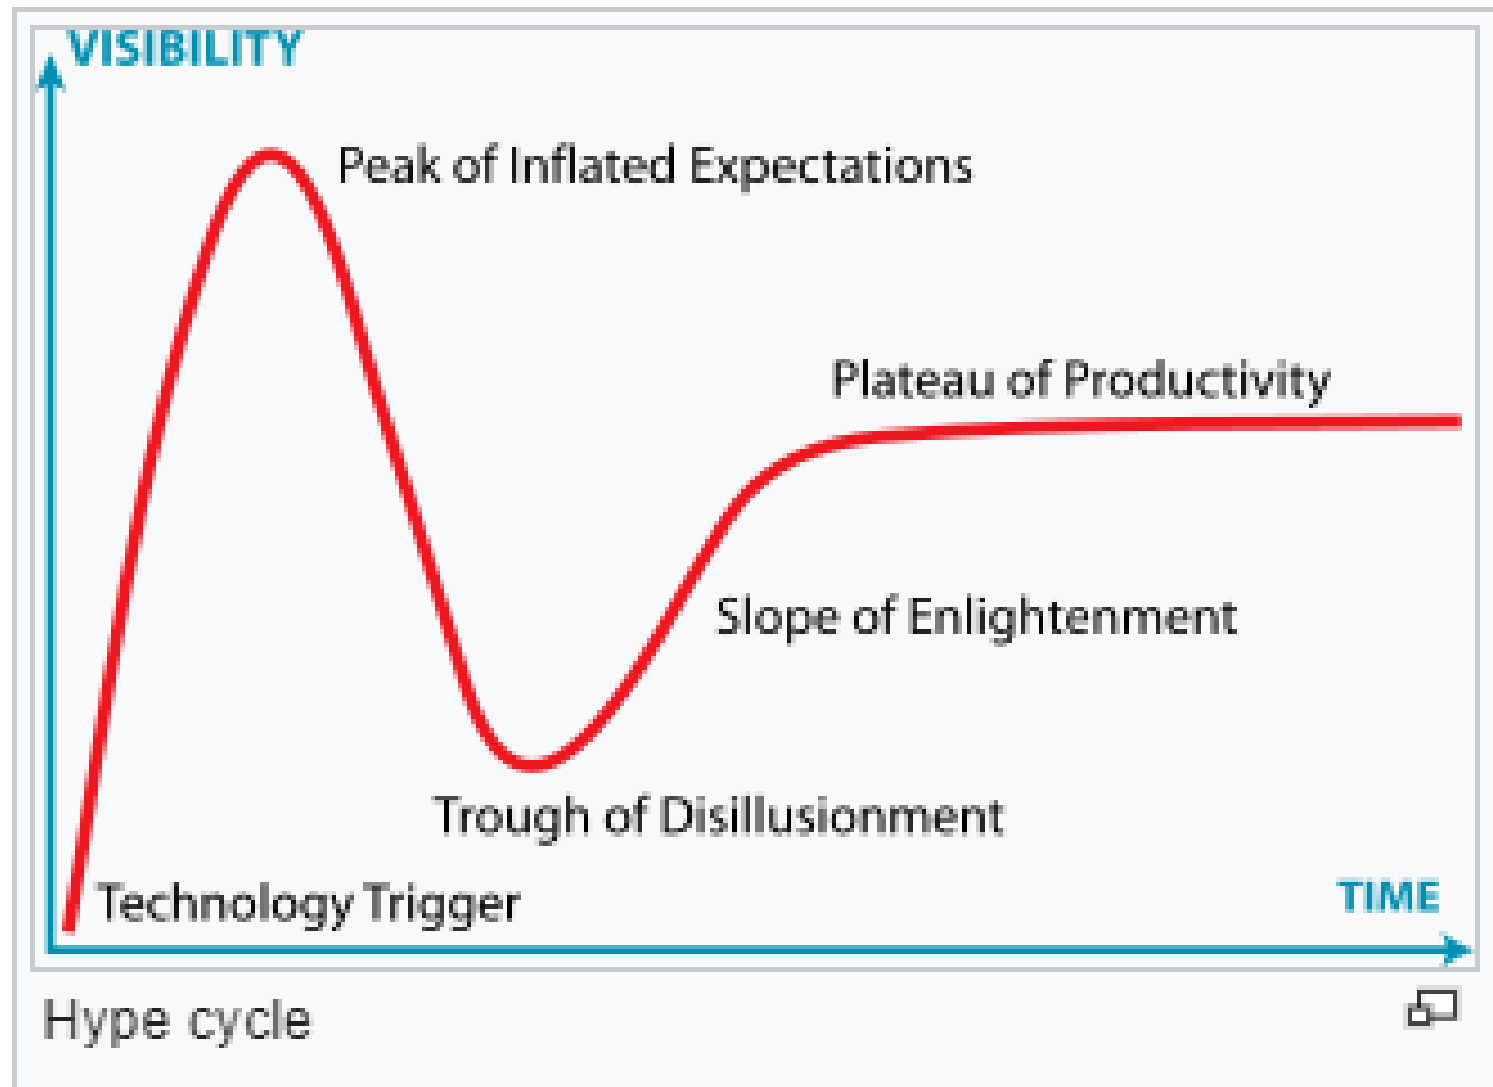 VISIBILITY
Peak of Inflated Expectations
Plateau of Productivity
Slope of Enlightenment
Trough of Disillusionment
Technology Trigger
TIME
Hype cycle